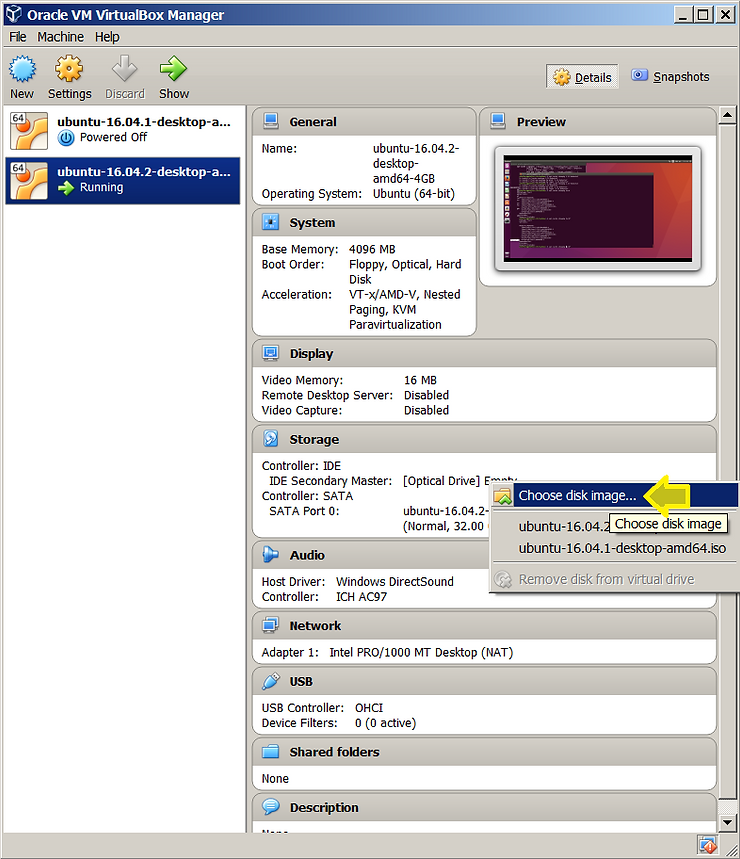 Oracle VM VirtualBox Manager
File Machine Help
New Settings Discard Show
Details Snapshots
64 ubuntu-16.04.1-desktop-a...
Powered Off
64 ubuntu-16.04.2-desktop-a...
Running
General
Name: ubuntu-16.04.2-
desktop-
amd64-4GB
Operating System: Ubuntu (64-bit)
Preview
System
Base Memory: 4096 MB
Boot Order: Floppy, Optical, Hard
Disk
Acceleration: VT-x/AMD-V, Nested
Paging, KVM
Paravirtualization
Display
Video Memory: 16 MB
Remote Desktop Server: Disabled
Video Capture: Disabled
Storage
Controller: IDE
IDE Secondary Master: [Optical Drive] Empty
Controller: SATA
SATA Port 0: ubuntu-16.04.2-
(Normal, 32.00
Choose disk image...
ubuntu-16.04.2
Choose disk image
ubuntu-16.04.1-desktop-amd64.iso
Remove disk from virtual drive
Audio
Host Driver: Windows DirectSound
Controller: ICH AC97
Network
Adapter 1: Intel PRO/1000 MT Desktop (NAT)
USB
USB Controller: OHCI
Device Filters: 0 (0 active)
Shared folders
None
Description